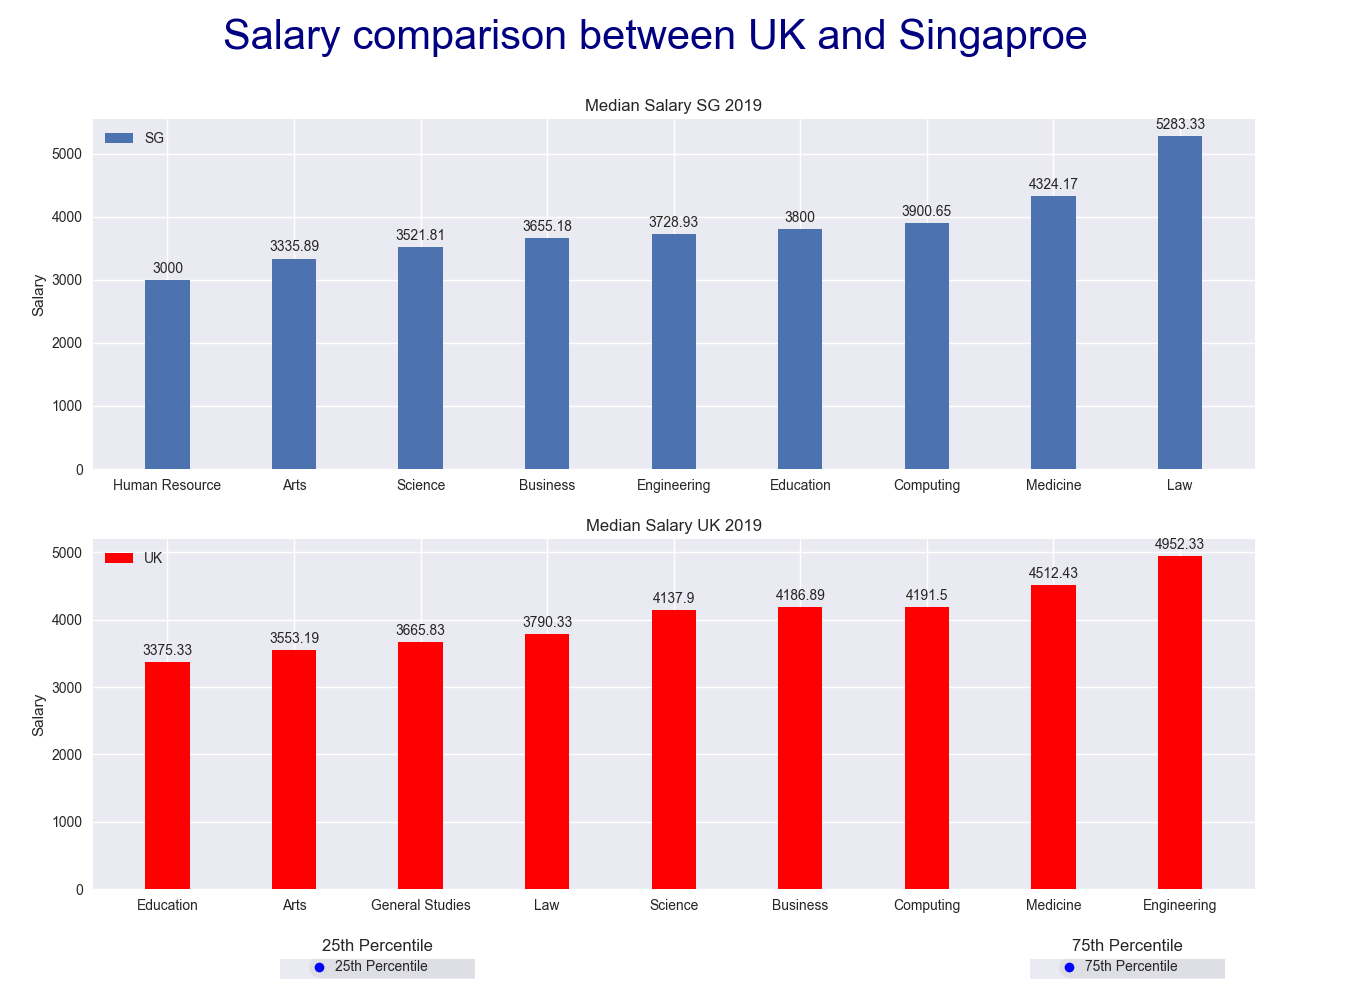 Salary comparison between UK and Singaproe
Median Salary SG 2019
SG
5283.33
4324.17
3900.65
3800
3728.93
3655.18
3521.81
3335.89
3000
5000
4000
3000
2000
1000
0
Salary
Human Resource Arts Science Business Engineering Education Computing Medicine Law
Median Salary UK 2019
UK
4952.33
4512.43
4191.5
4186.89
4137.9
3790.33
3665.83
3553.19
3375.33
5000
4000
3000
2000
1000
0
Salary
Education Arts General Studies Law Science Business Computing Medicine Engineering
25th Percentile 75th Percentile
25th Percentile 75th Percentile